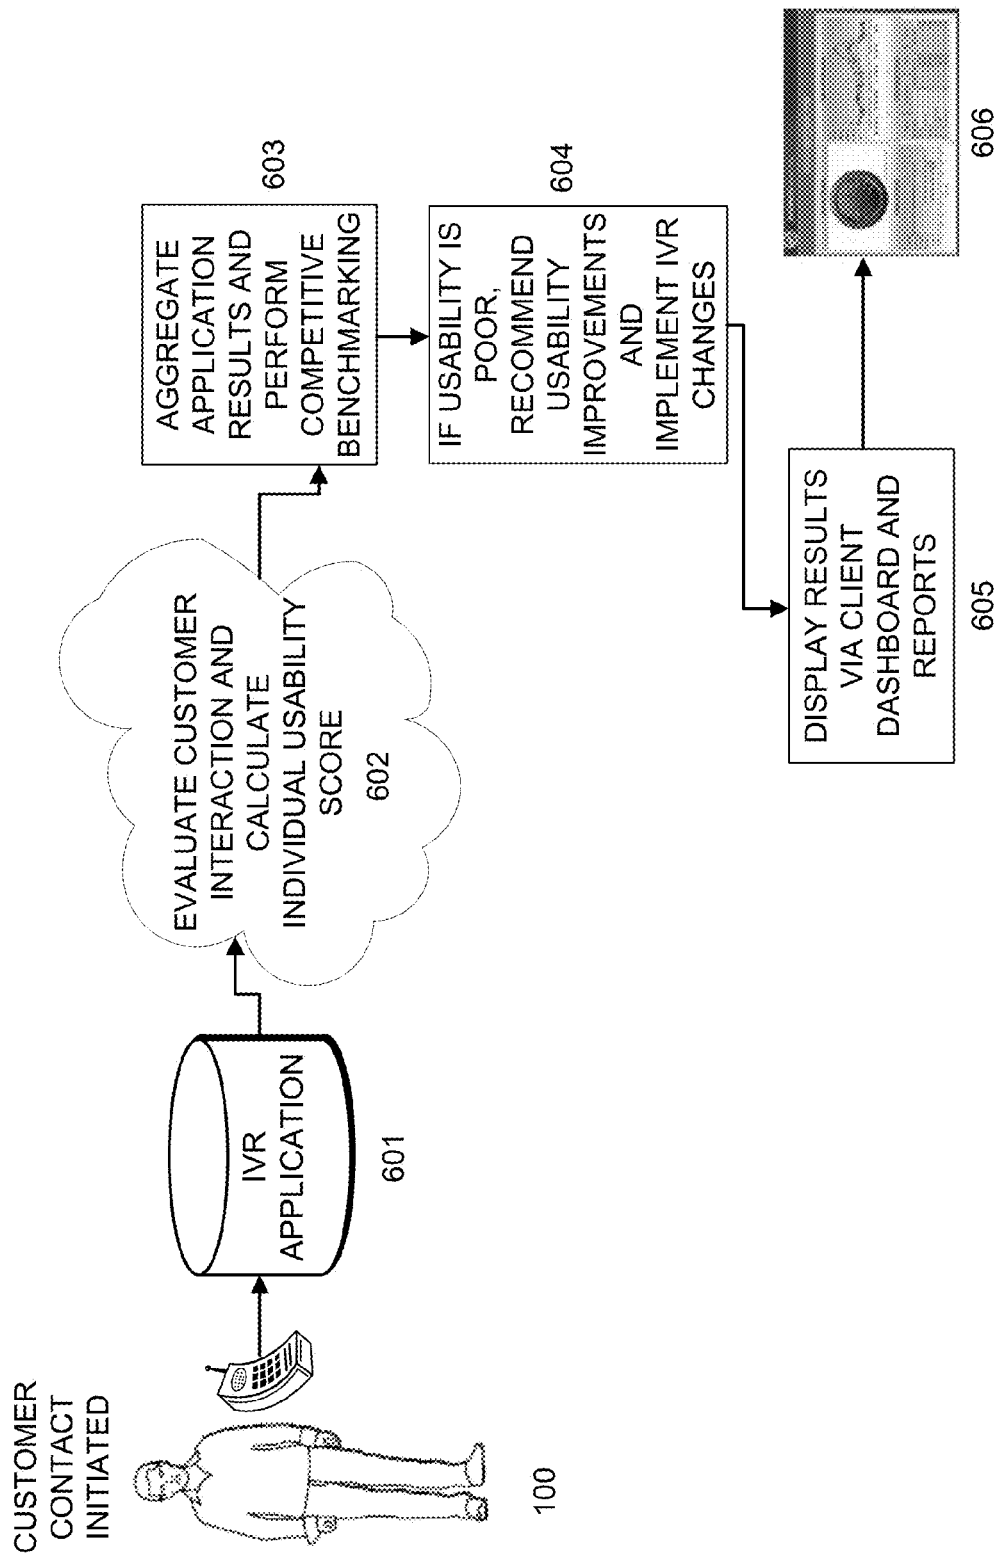 CUSTOMER
CONTACT
INITIATED
100
IVR
APPLICATION
601
EVALUATE CUSTOMER
INTERACTION AND
CALCULATE
INDIVIDUAL USABILITY
SCORE
602
AGGREGATE
APPLICATION
RESULTS AND
PERFORM
COMPETITIVE
BENCHMARKING
603
IF USABILITY IS
POOR,
RECOMMEND
USABILITY
IMPROVEMENTS
AND
IMPLEMENT IVR
CHANGES
604
DISPLAY RESULTS
VIA CLIENT
DASHBOARD AND
REPORTS
605
606